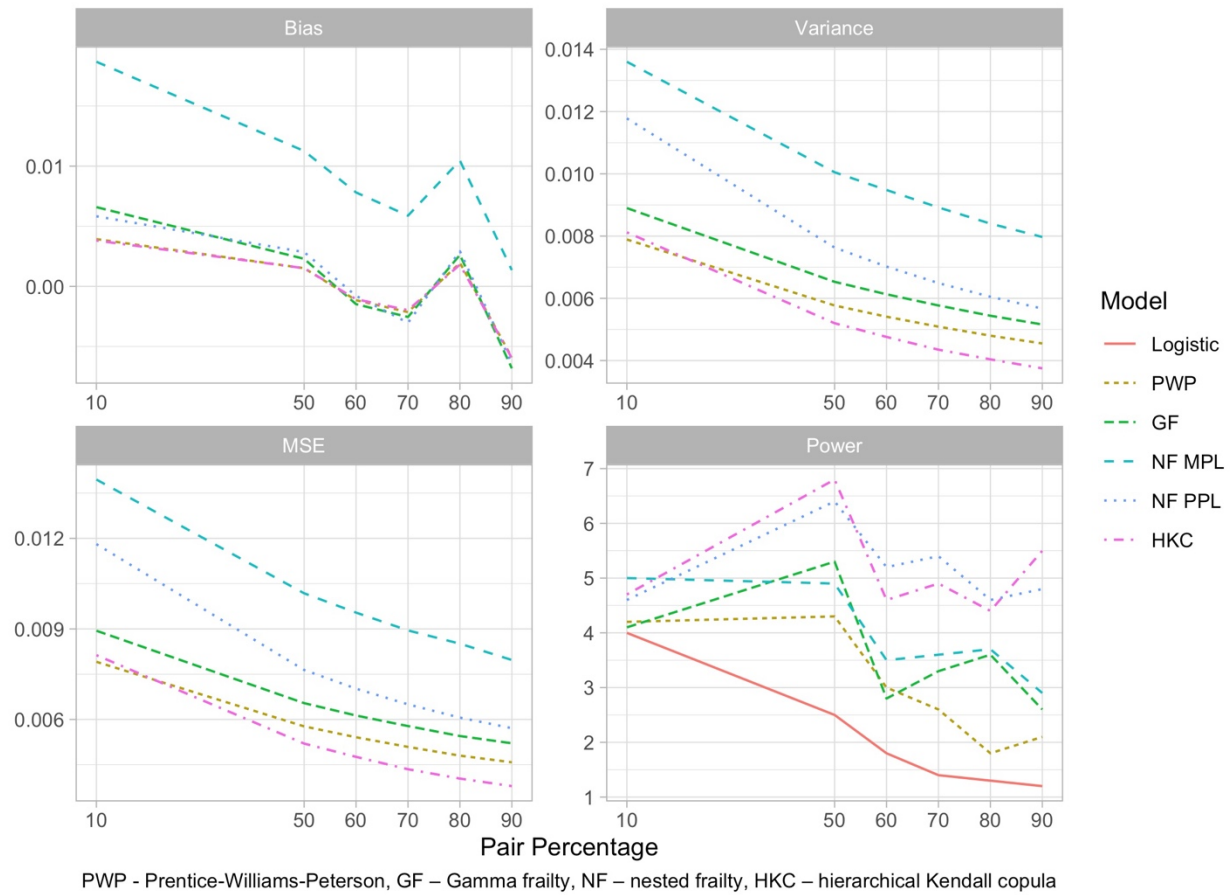 Bias
0.01
0.00
10 50 60 70 80 90
Variance
0.014
0.012
0.010
0.008
0.006
0.004
10 50 60 70 80 90
MSE
0.012
0.009
0.006
10 50 60 70 80 90
Power
7
6
5
4
3
2
1
10 50 60 70 80 90
Pair Percentage
Model
Logistic
PWP
GF
NF MPL
NF PPL
HKC
PWP - Prentice-Williams-Peterson, GF – Gamma frailty, NF – nested frailty, HKC – hierarchical Kendall copula